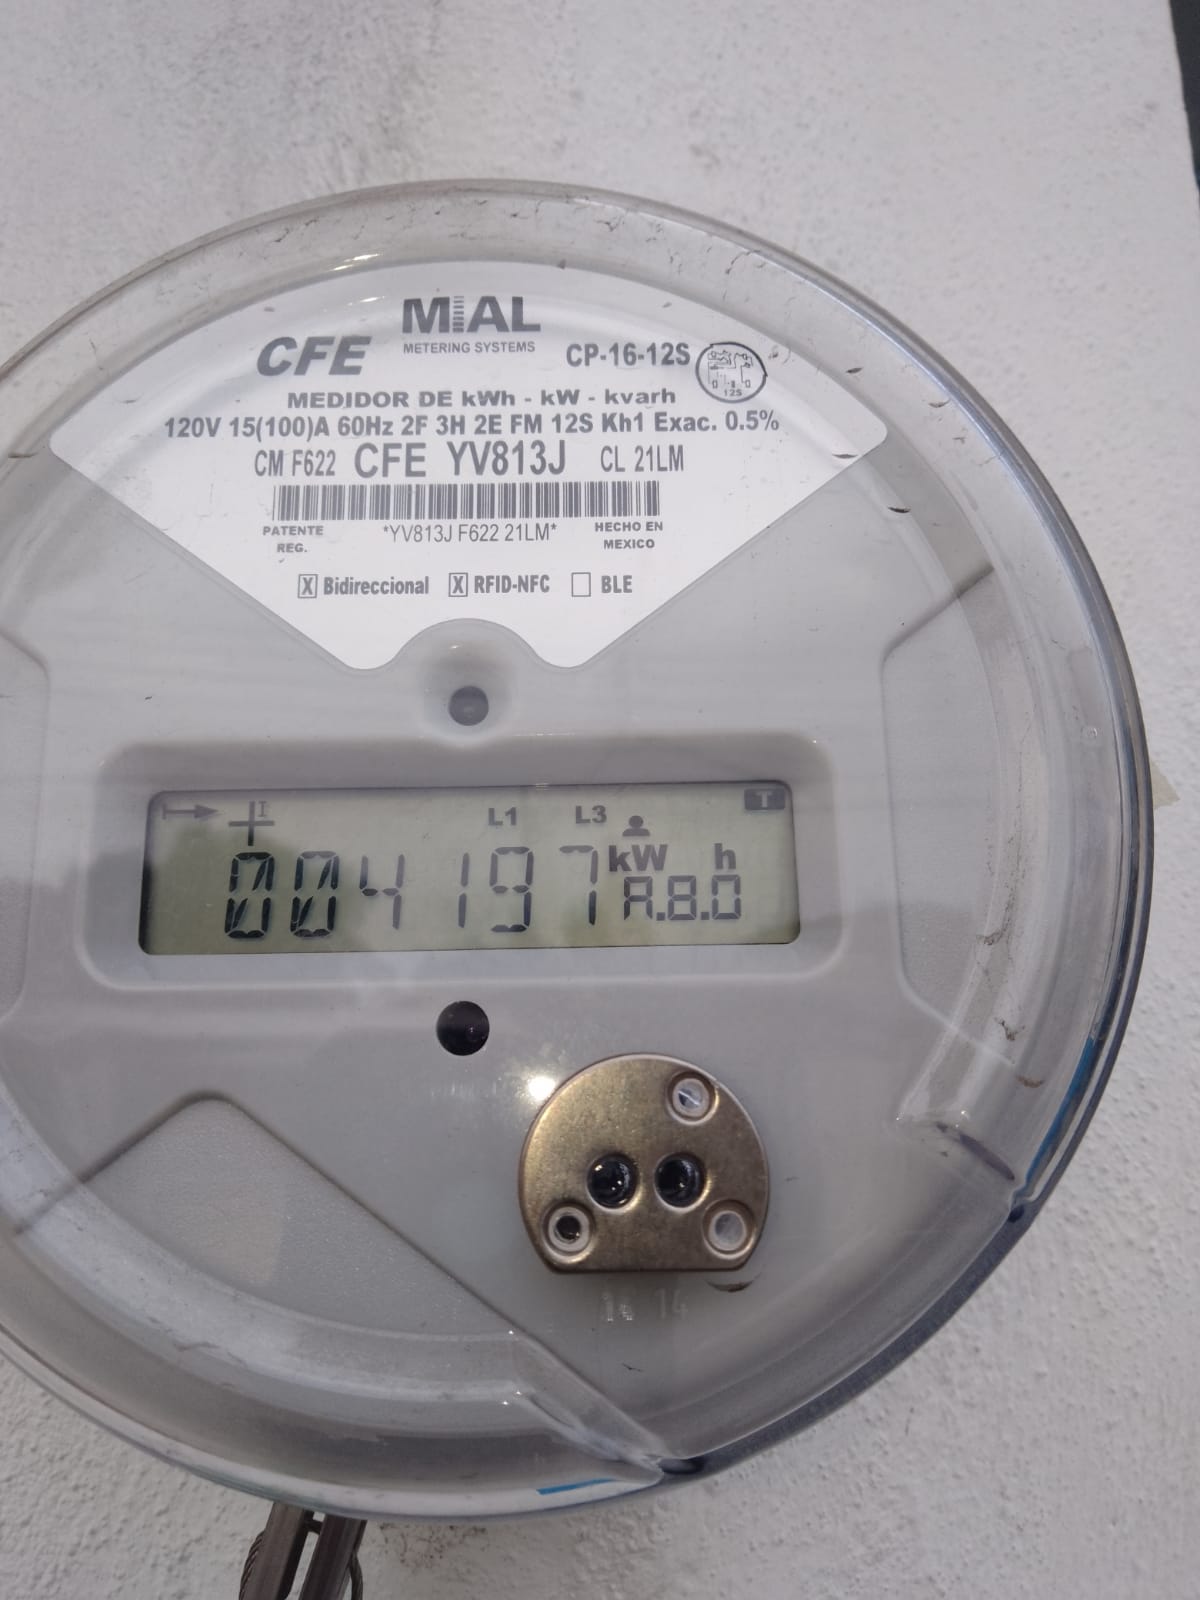 MIAL
METERING SYSTEMS
CFE
CP-16-12S
12S
MEDIDOR DE kWh - kW - kvarh
120V 15(100)A 60Hz 2F 3H 2E FM 12S Kh1 Exac. 0.5%
CM F622 CFE YV813J CL 21LM
PATENTE REG.
*YV813J F622 21LM*
HECHO EN MEXICO
X Bidireccional X RFID-NFC BLE
L1 L3 T
004197 kW h
A.8.0